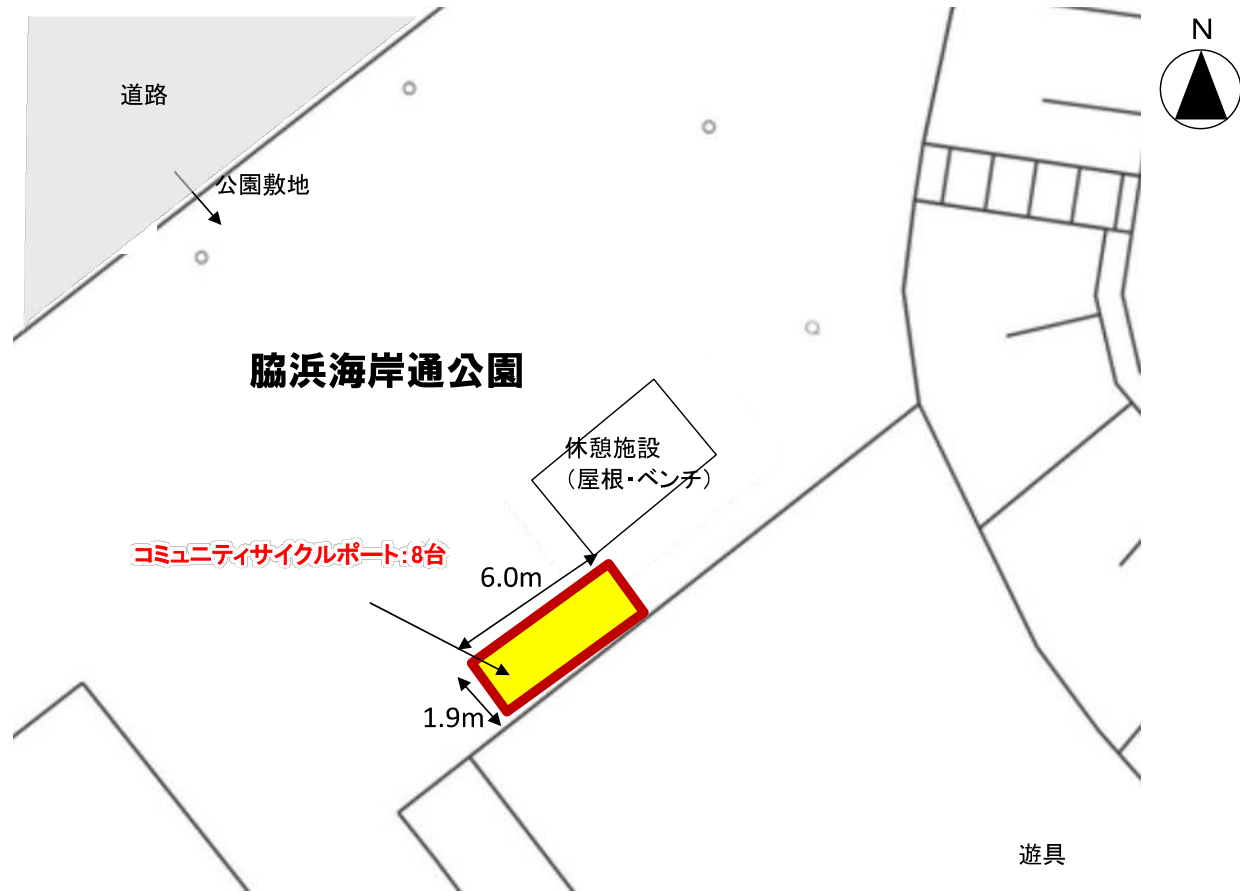 N
道路
公園敷地
脇浜海岸通公園
休憩施設
（屋根・ベンチ）
コミュニティサイクルポート：8台
6.0m
1.9m
遊具